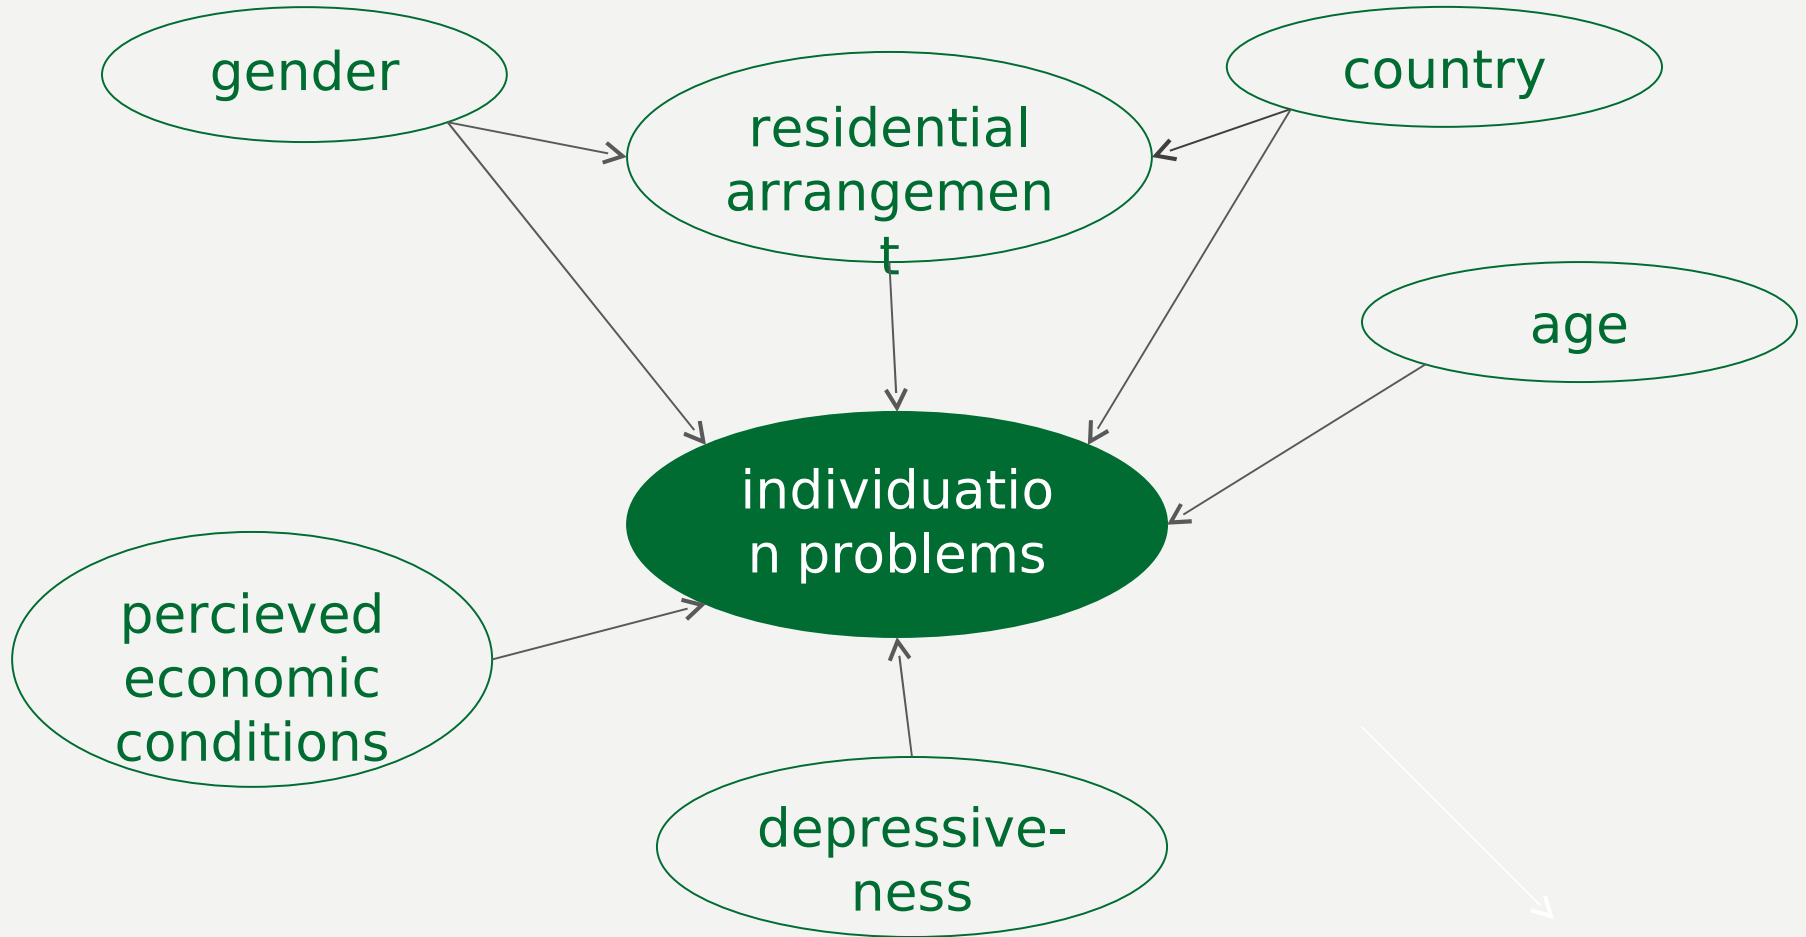 gender
residential
arrangemen
t
country
age
individuatio
n problems
percieved
economic
conditions
depressive-
ness